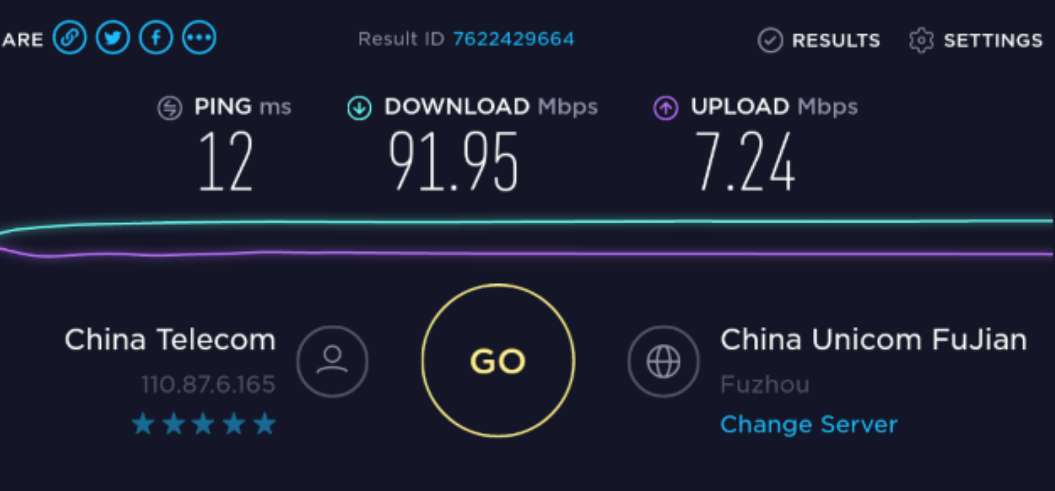 ARE Result ID 7622429664 RESULTS SETTINGS
PING ms DOWNLOAD Mbps UPLOAD Mbps
12 91.95 7.24
China Telecom GO China Unicom FuJian
110.87.6.165 Fuzhou
Change Server